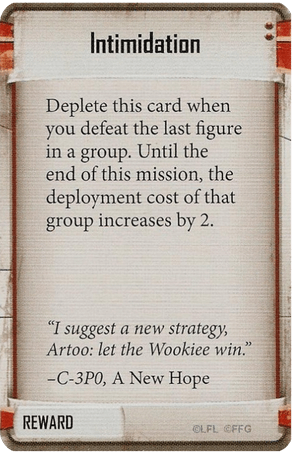 Intimidation
Deplete this card when
you defeat the last figure
in a group. Until the
end of this mission, the
deployment cost of that
group increases by 2.
“I suggest a new strategy,
Artoo: let the Wookiee win.”
–C-3P0, A New Hope
REWARD
©LFL ©FFG